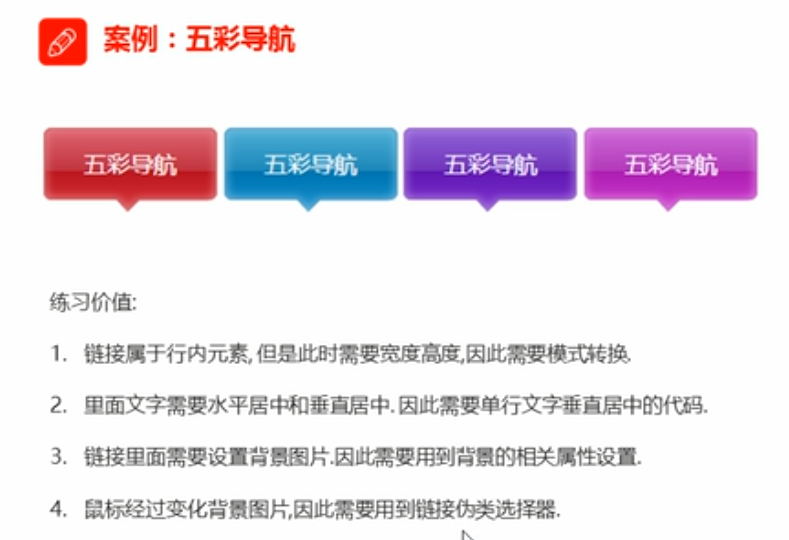 案例：五彩导航
五彩导航 五彩导航 五彩导航 五彩导航
练习价值:
1. 链接属于行内元素, 但是此时需要宽度高度,因此需要模式转换.
2. 里面文字需要水平居中和垂直居中. 因此需要单行文字垂直居中的代码.
3. 链接里面需要设置背景图片.因此需要用到背景的相关属性设置.
4. 鼠标经过变化背景图片,因此需要用到链接伪类选择器.